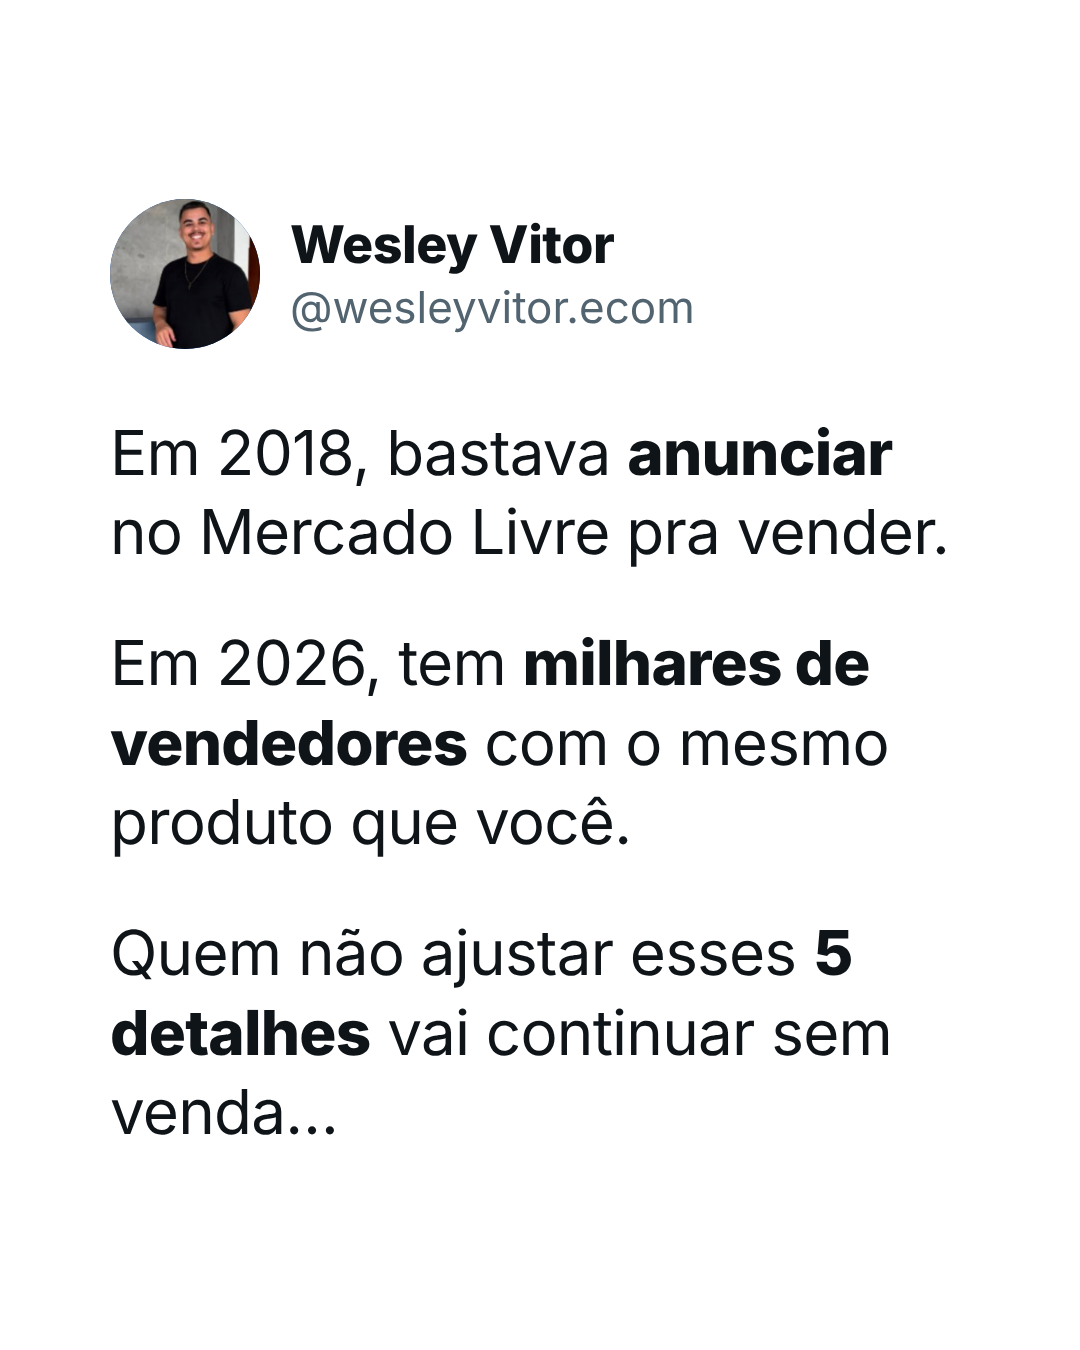 Wesley Vitor
@wesleyvitor.ecom
Em 2018, bastava anunciar
no Mercado Livre pra vender.
Em 2026, tem milhares de
vendedores com o mesmo
produto que você.
Quem não ajustar esses 5
detalhes vai continuar sem
venda...